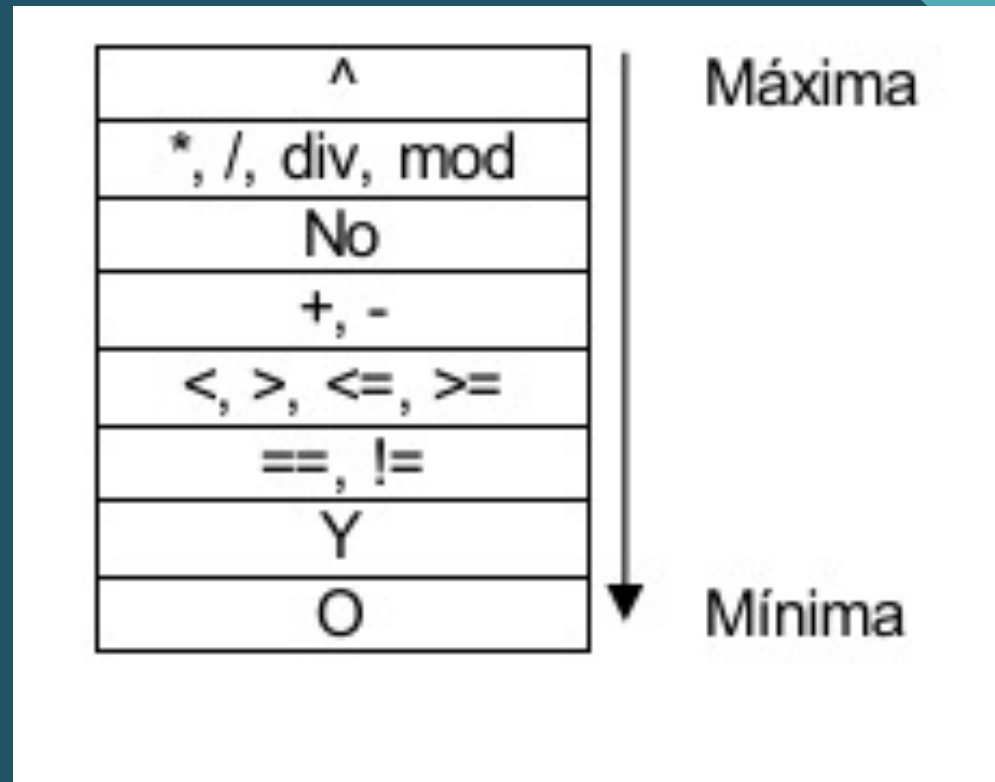 ^
Máxima
*, /, div, mod
No
+, -
<, >, <=, >=
==, !=
Y
O
Mínima